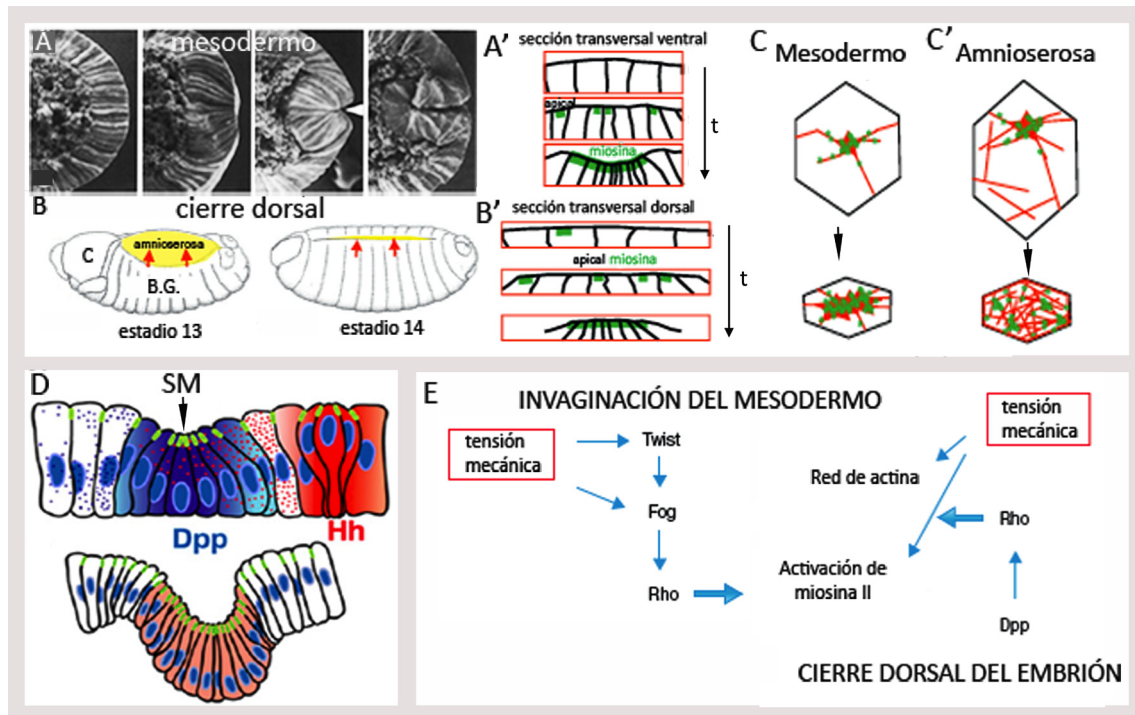 A
mesodermo
A'
sección transversal ventral
apical
miosina
t
C
Mesodermo
C'
Amnioserosa
B
cierre dorsal
amnioserosa
C
B.G.
estadio 13
estadio 14
B'
sección transversal dorsal
apical miosina
t
D
SM
Dpp
Hh
E
INVAGINACIÓN DEL MESODERMO
tensión
mecánica
Twist
Fog
Rho
tensión
mecánica
Red de actina
Rho
Activación de
miosina II
Dpp
CIERRE DORSAL DEL EMBRIÓN